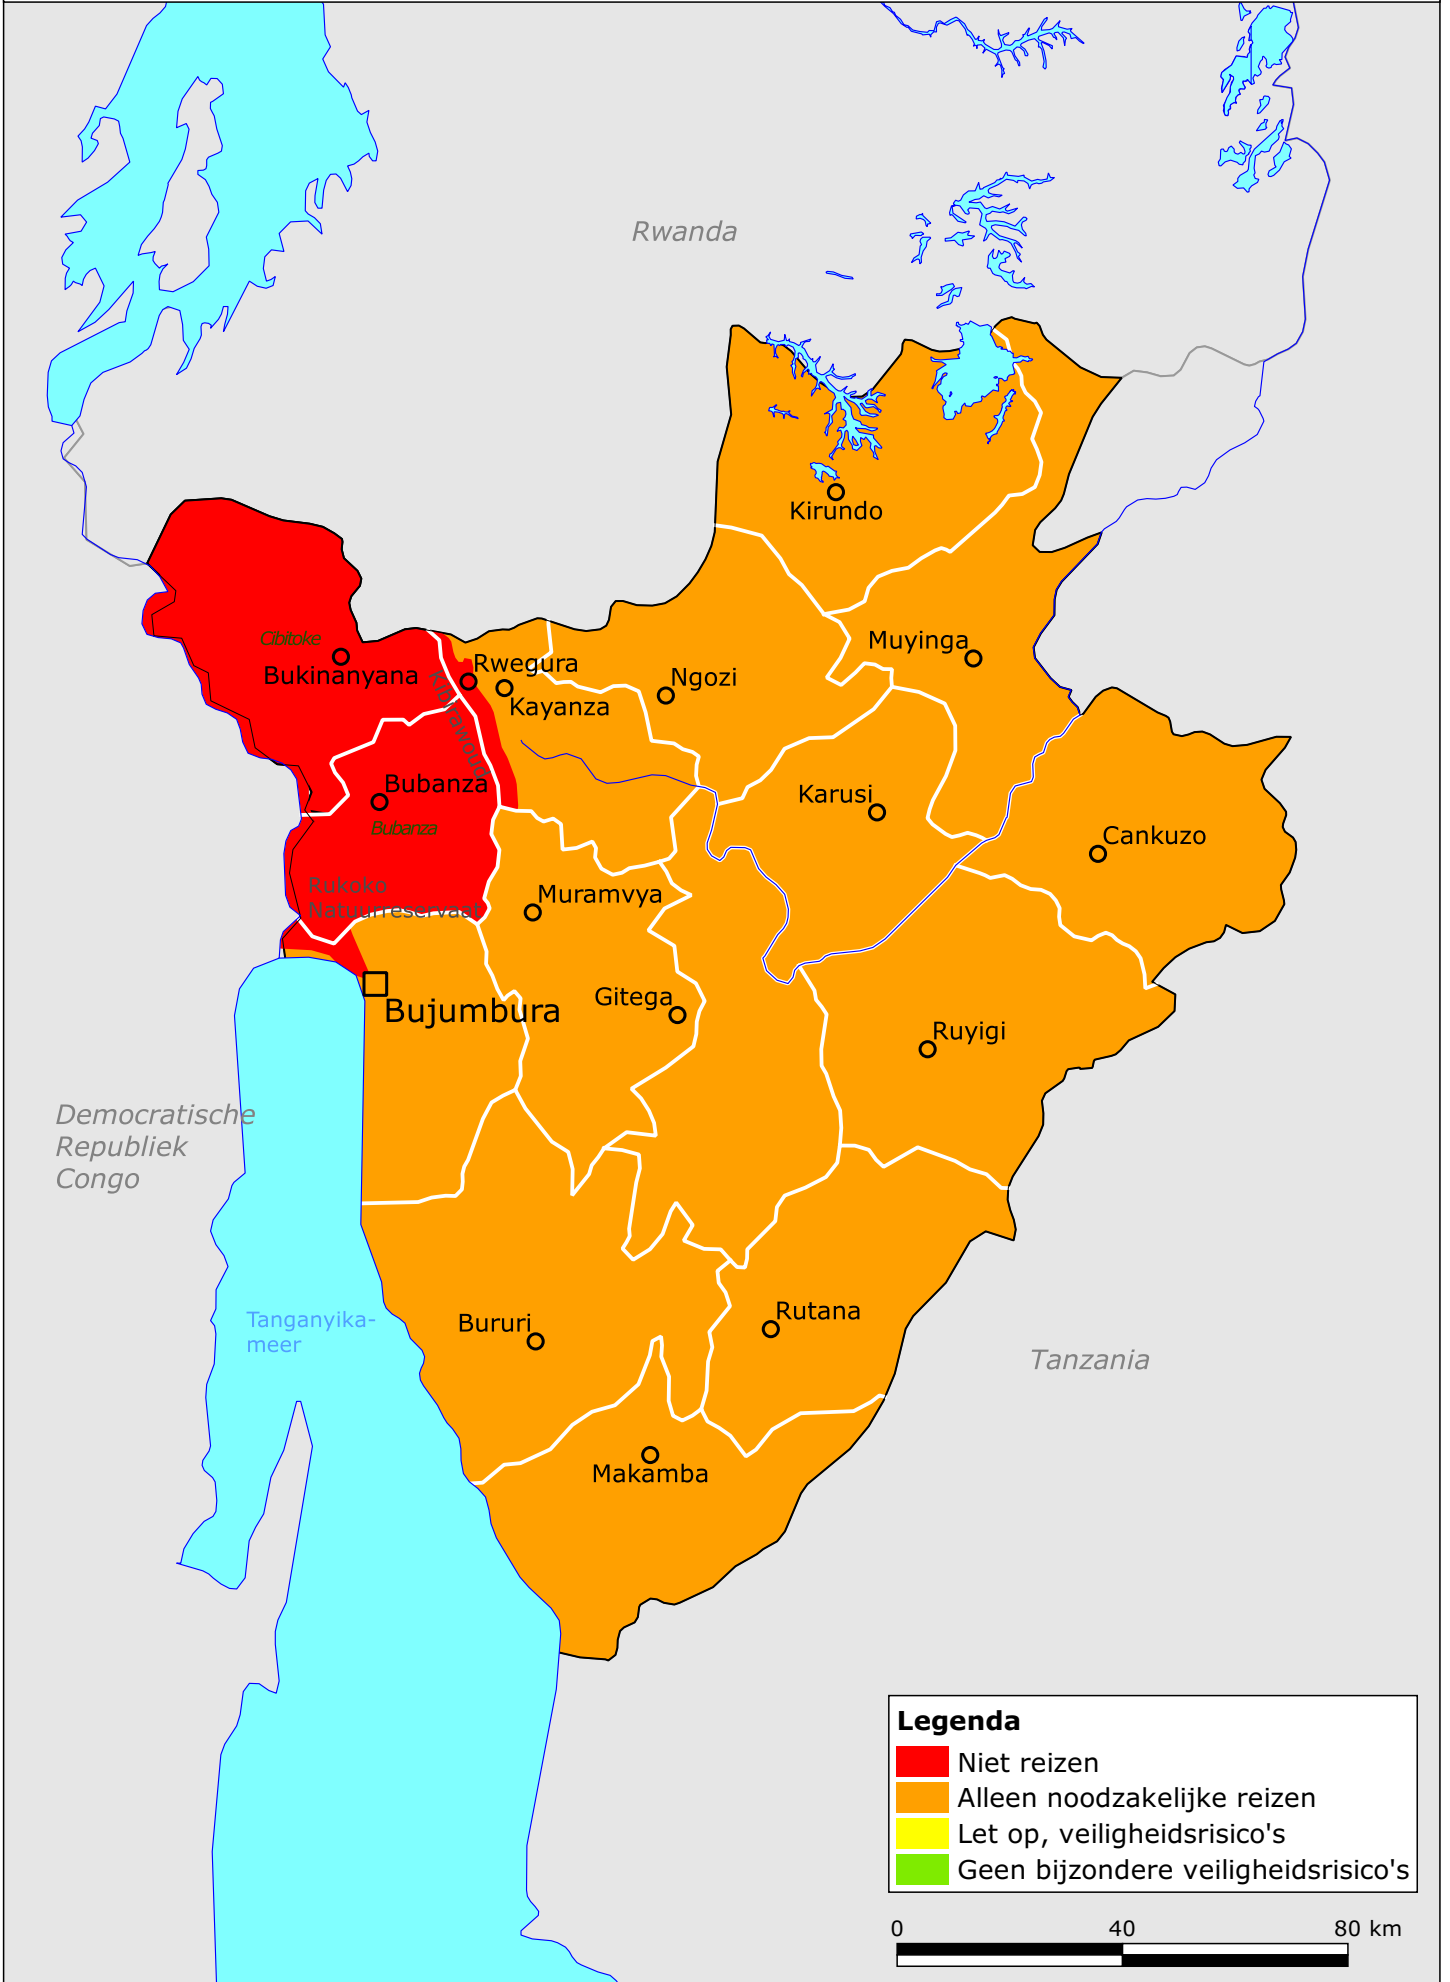 Rwanda
Kirundo
Muyinga
Cibitoke
Bukinanyana
Rwegura
Kayanza
Ngozi
Kibirawoud
Bubanza
Bubanza
Karusi
Cankuzo
Rukoko
Natuurreservaat
Muramvya
Bujumbura
Gitega
Ruyigi
Democratische
Republiek
Congo
Tanganyika-
meer
Bururi
Rutana
Tanzania
Makamba
Legenda
Niet reizen
Alleen noodzakelijke reizen
Let op, veiligheidsrisico's
Geen bijzondere veiligheidsrisico's
0 40 80 km